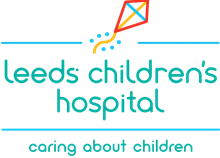 leeds children's
hospital
caring about children